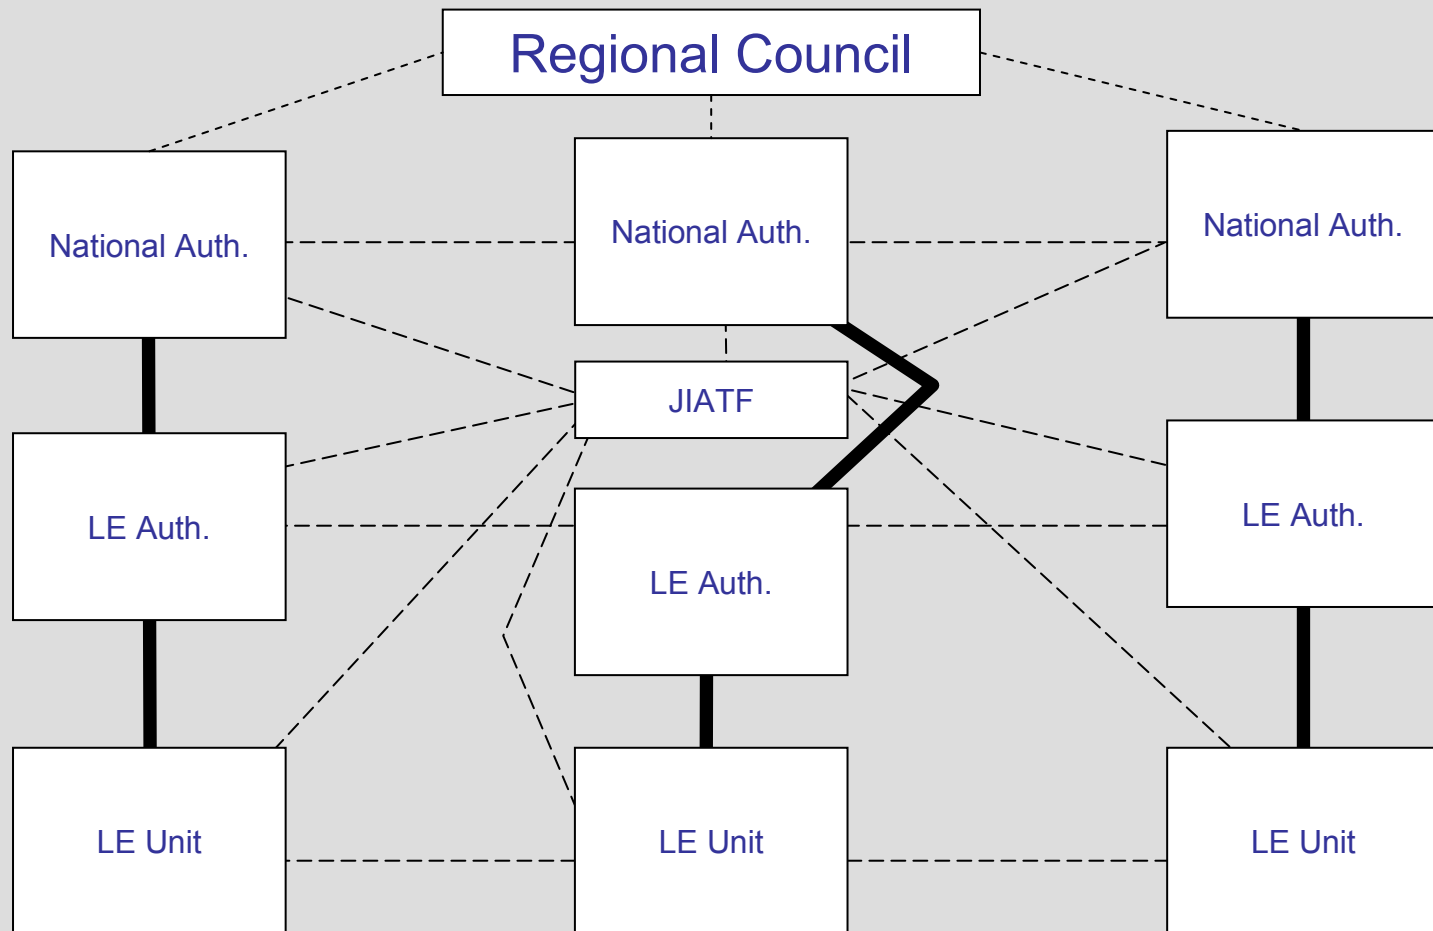 Regional Council
National Auth.
National Auth.
National Auth.
JIATF
LE Auth.
LE Auth.
LE Auth.
LE Unit
LE Unit
LE Unit